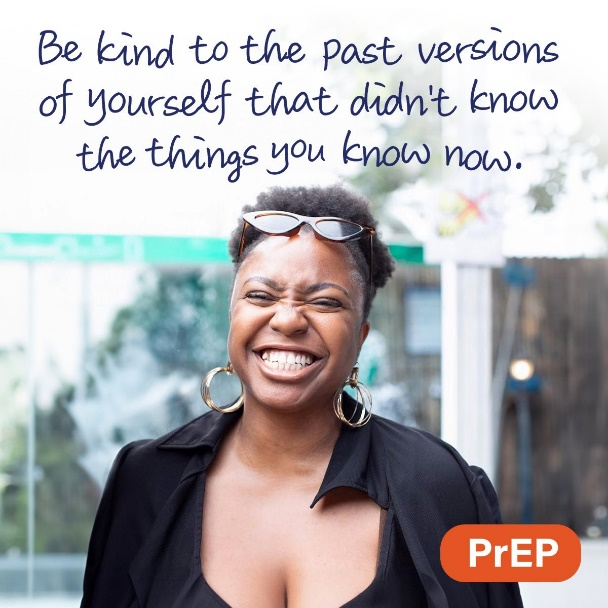 Be kind to the past versions
of yourself that didn't know
the things you know now.
PrEP